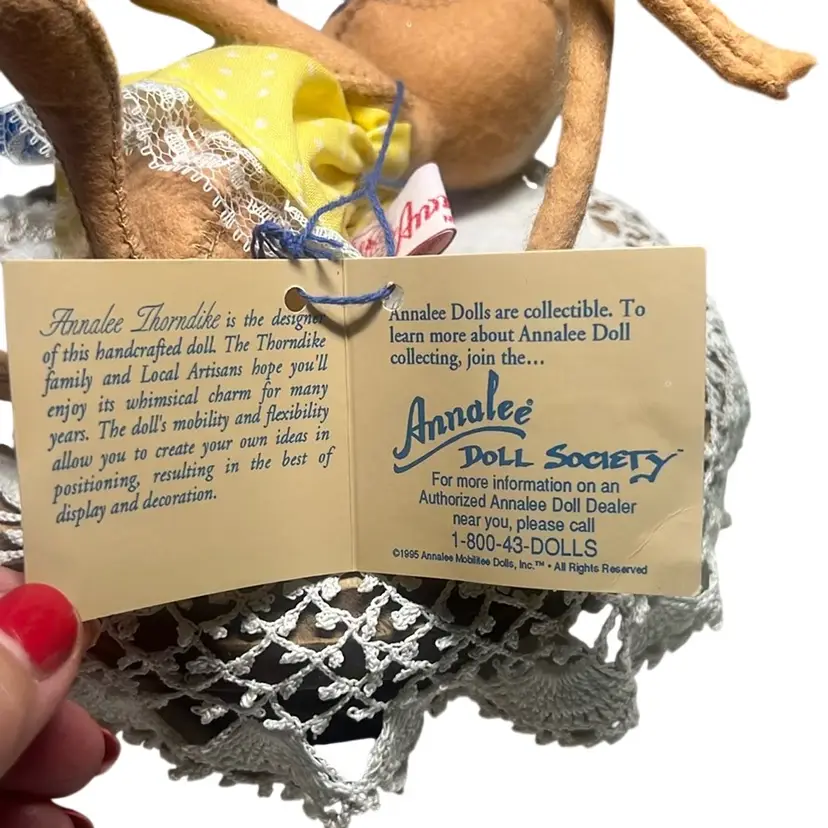 Annalee Thorndike is the designer
of this handcrafted doll. The Thorndike
family and Local Artisans hope you'll
enjoy its whimsical charm for many
years. The doll's mobility and flexibility
allow you to create your own ideas in
positioning, resulting in the best of
display and decoration.
Annalee Dolls are collectible. To
learn more about Annalee Doll
collecting, join the...
Annalee®
DOLL SOCIETY™
For more information on an
Authorized Annalee Doll Dealer
near you, please call
1-800-43-DOLLS
©1995 Annalee Mobilitee Dolls, Inc.™ • All Rights Reserved